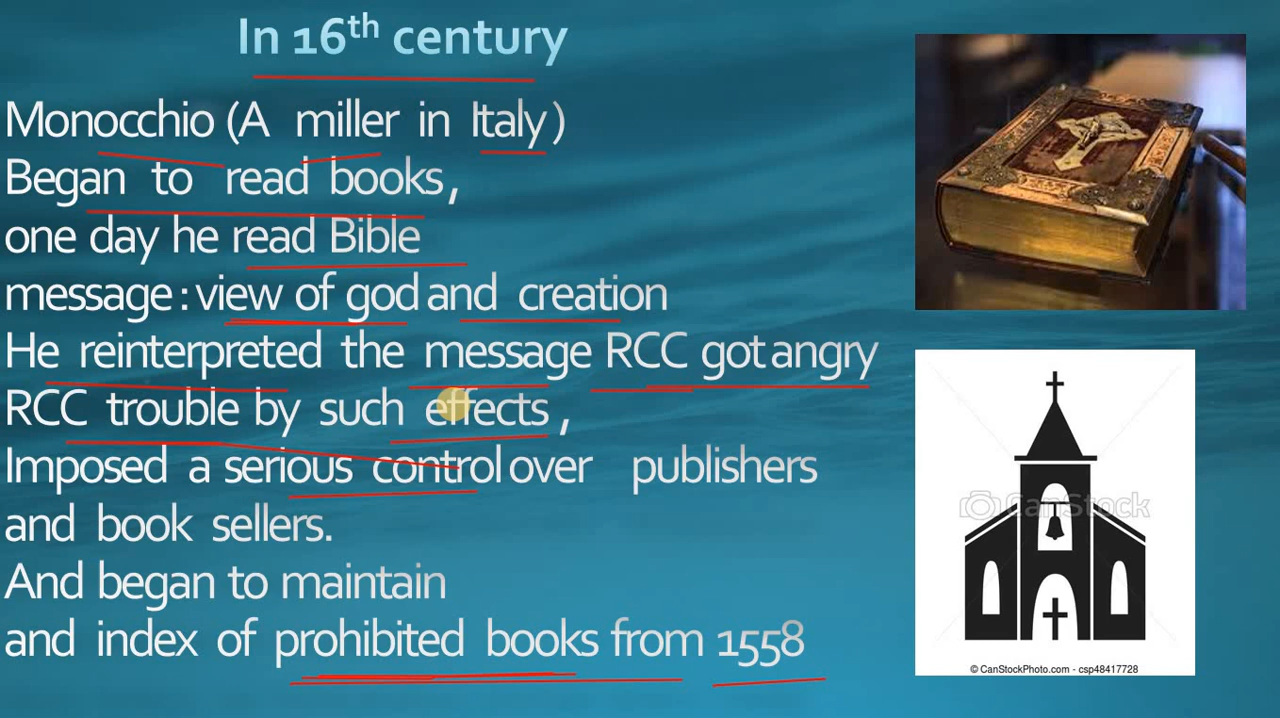 In 16th century
Monocchio (A miller in Italy)
Began to read books,
one day he read Bible
message : view of god and creation
He reinterpreted the message RCC got angry
RCC trouble by such effects ,
Imposed a serious control over publishers
and book sellers.
And began to maintain
and index of prohibited books from 1558
CanStock
© CanStockPhoto.com - csp48417728